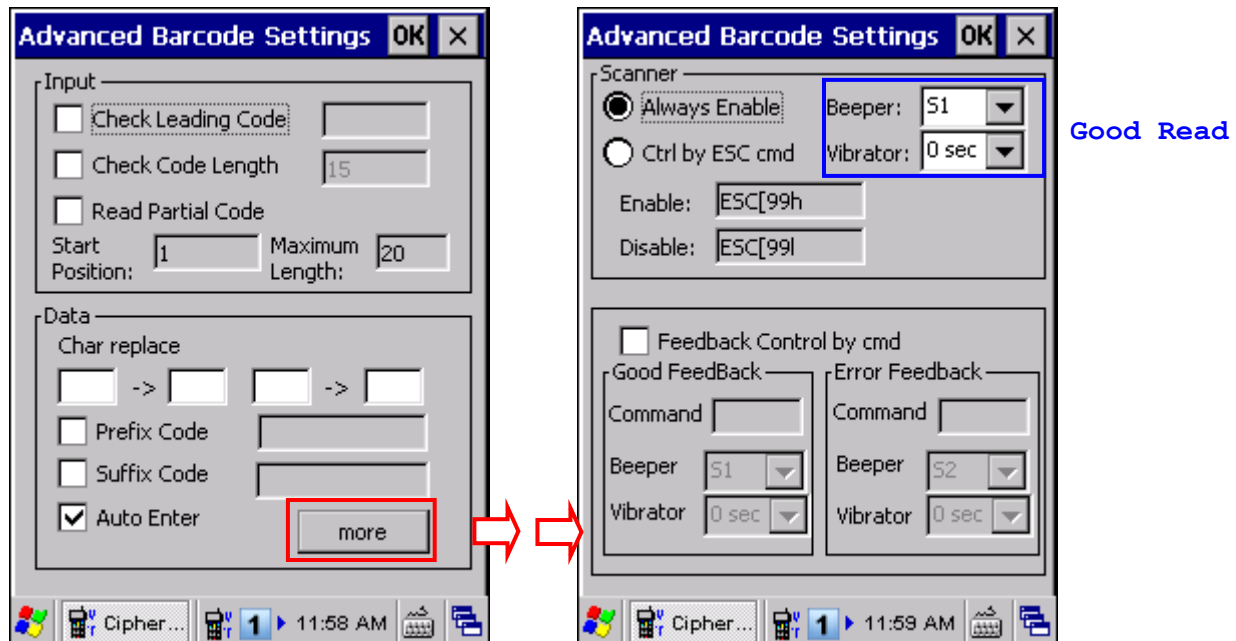 Advanced Barcode Settings OK ×
Input
Check Leading Code
Check Code Length 15
Read Partial Code
Start Position: 1 Maximum Length: 20
Data
Char replace
-> ->
Prefix Code
Suffix Code
Auto Enter
more
Cipher... 1 11:58 AM
Advanced Barcode Settings OK ×
Scanner
Always Enable Beeper: S1
Ctrl by ESC cmd Vibrator: 0 sec
Enable: ESC[99h
Disable: ESC[99l
Good Read
Feedback Control by cmd
Good FeedBack
Command
Beeper S1
Vibrator 0 sec
Error Feedback
Command
Beeper S2
Vibrator 0 sec
Cipher... 1 11:59 AM